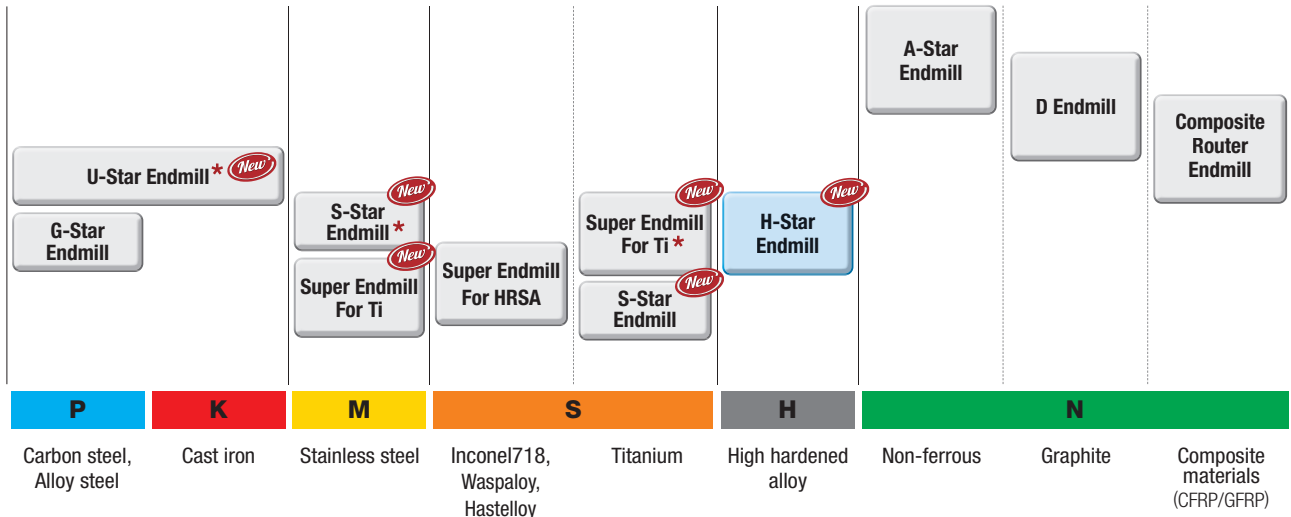 A-Star
Endmill
D Endmill
Composite
Router
Endmill
U-Star Endmill* New
G-Star
Endmill
New
S-Star
Endmill*
New
Super Endmill
For Ti
Super Endmill
For HRSA
New
Super Endmill
For Ti*
New
S-Star
Endmill
New
H-Star
Endmill
P
K
M
S
H
N
Carbon steel,
Alloy steel
Cast iron
Stainless steel
Inconel718,
Waspaloy,
Hastelloy
Titanium
High hardened
alloy
Non-ferrous
Graphite
Composite
materials
(CFRP/GFRP)